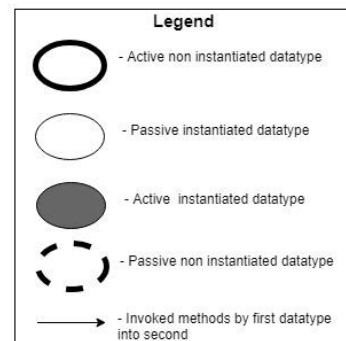 Legend
- Active non instantiated datatype
- Passive instantiated datatype
- Active instantiated datatype
- Passive non instantiated datatype
- Invoked methods by first datatype
into second